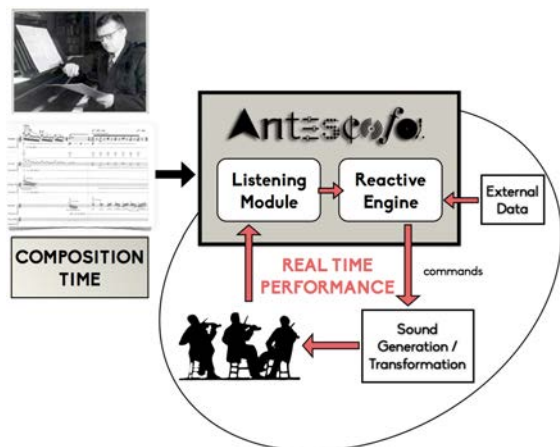 Antescofo
Listening
Module
Reactive
Engine
External
Data
COMPOSITION
TIME
REAL TIME
PERFORMANCE
commands
Sound
Generation /
Transformation